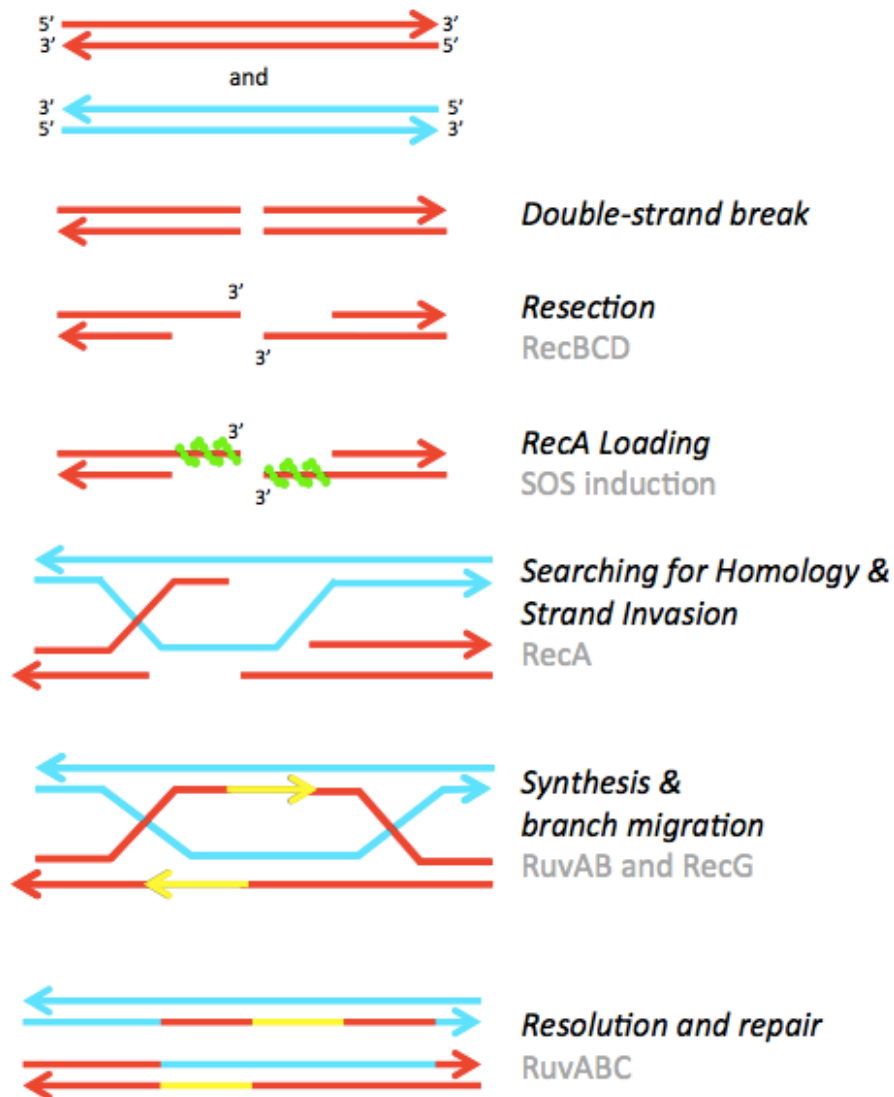 5’ 3’
3’ 5’
and
3’ 5’
5’ 3’
Double-strand break
3’
Resection
RecBCD
3’
3’
RecA Loading
SOS induction
3’
Searching for Homology &
Strand Invasion
RecA
Synthesis &
branch migration
RuvAB and RecG
Resolution and repair
RuvABC